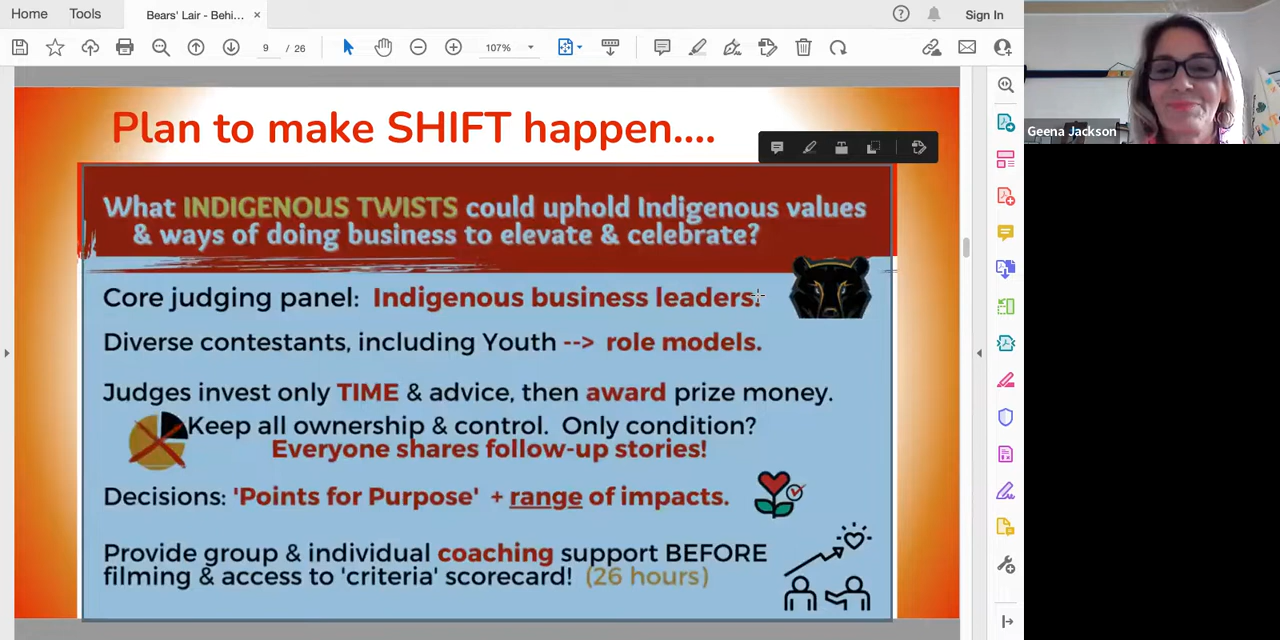 Home Tools Bears' Lair - Behi... × Sign In
9 / 26 107%
Geena Jackson
Plan to make SHIFT happen....
What INDIGENOUS TWISTS could uphold Indigenous values
& ways of doing business to elevate & celebrate?
Core judging panel: Indigenous business leaders!
Diverse contestants, including Youth --> role models.
Judges invest only TIME & advice, then award prize money.
Keep all ownership & control. Only condition?
Everyone shares follow-up stories!
Decisions: 'Points for Purpose' + range of impacts.
Provide group & individual coaching support BEFORE
filming & access to 'criteria' scorecard! (26 hours)